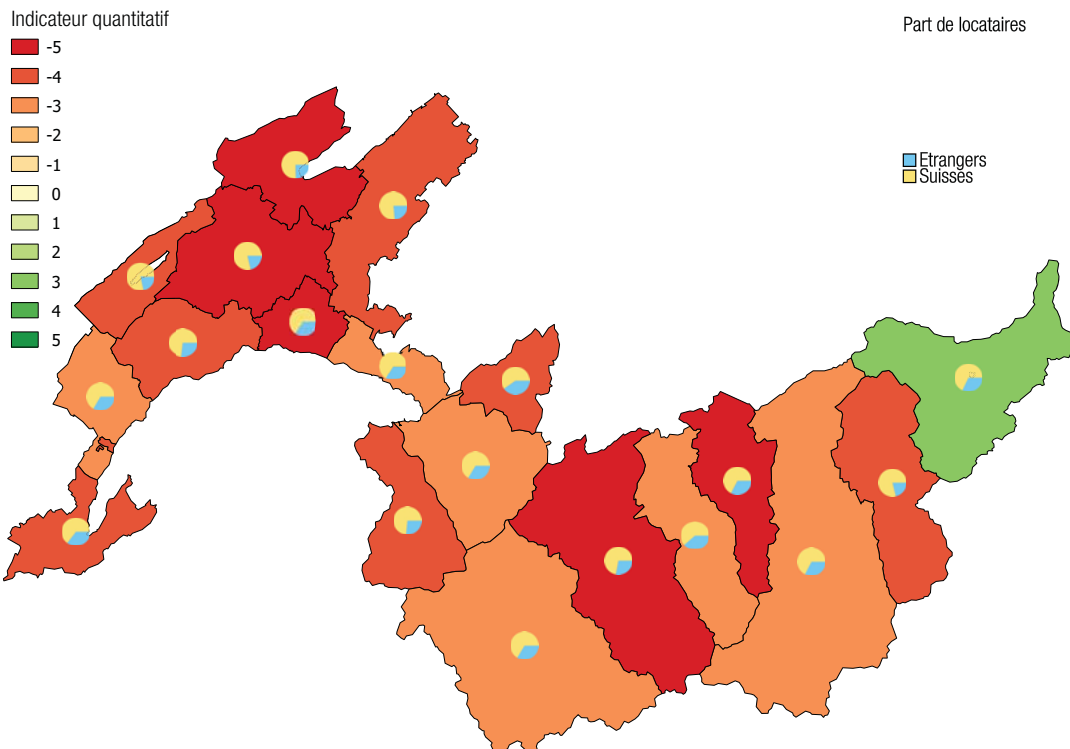 Indicateur quantitatif
-5
-4
-3
-2
-1
0
1
2
3
4
5
Part de locataires
Etrangers
Suisses